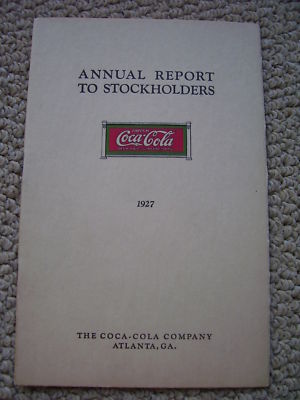 ANNUAL REPORT
TO STOCKHOLDERS
Coca-Cola
1927
THE COCA-COLA COMPANY
ATLANTA, GA.